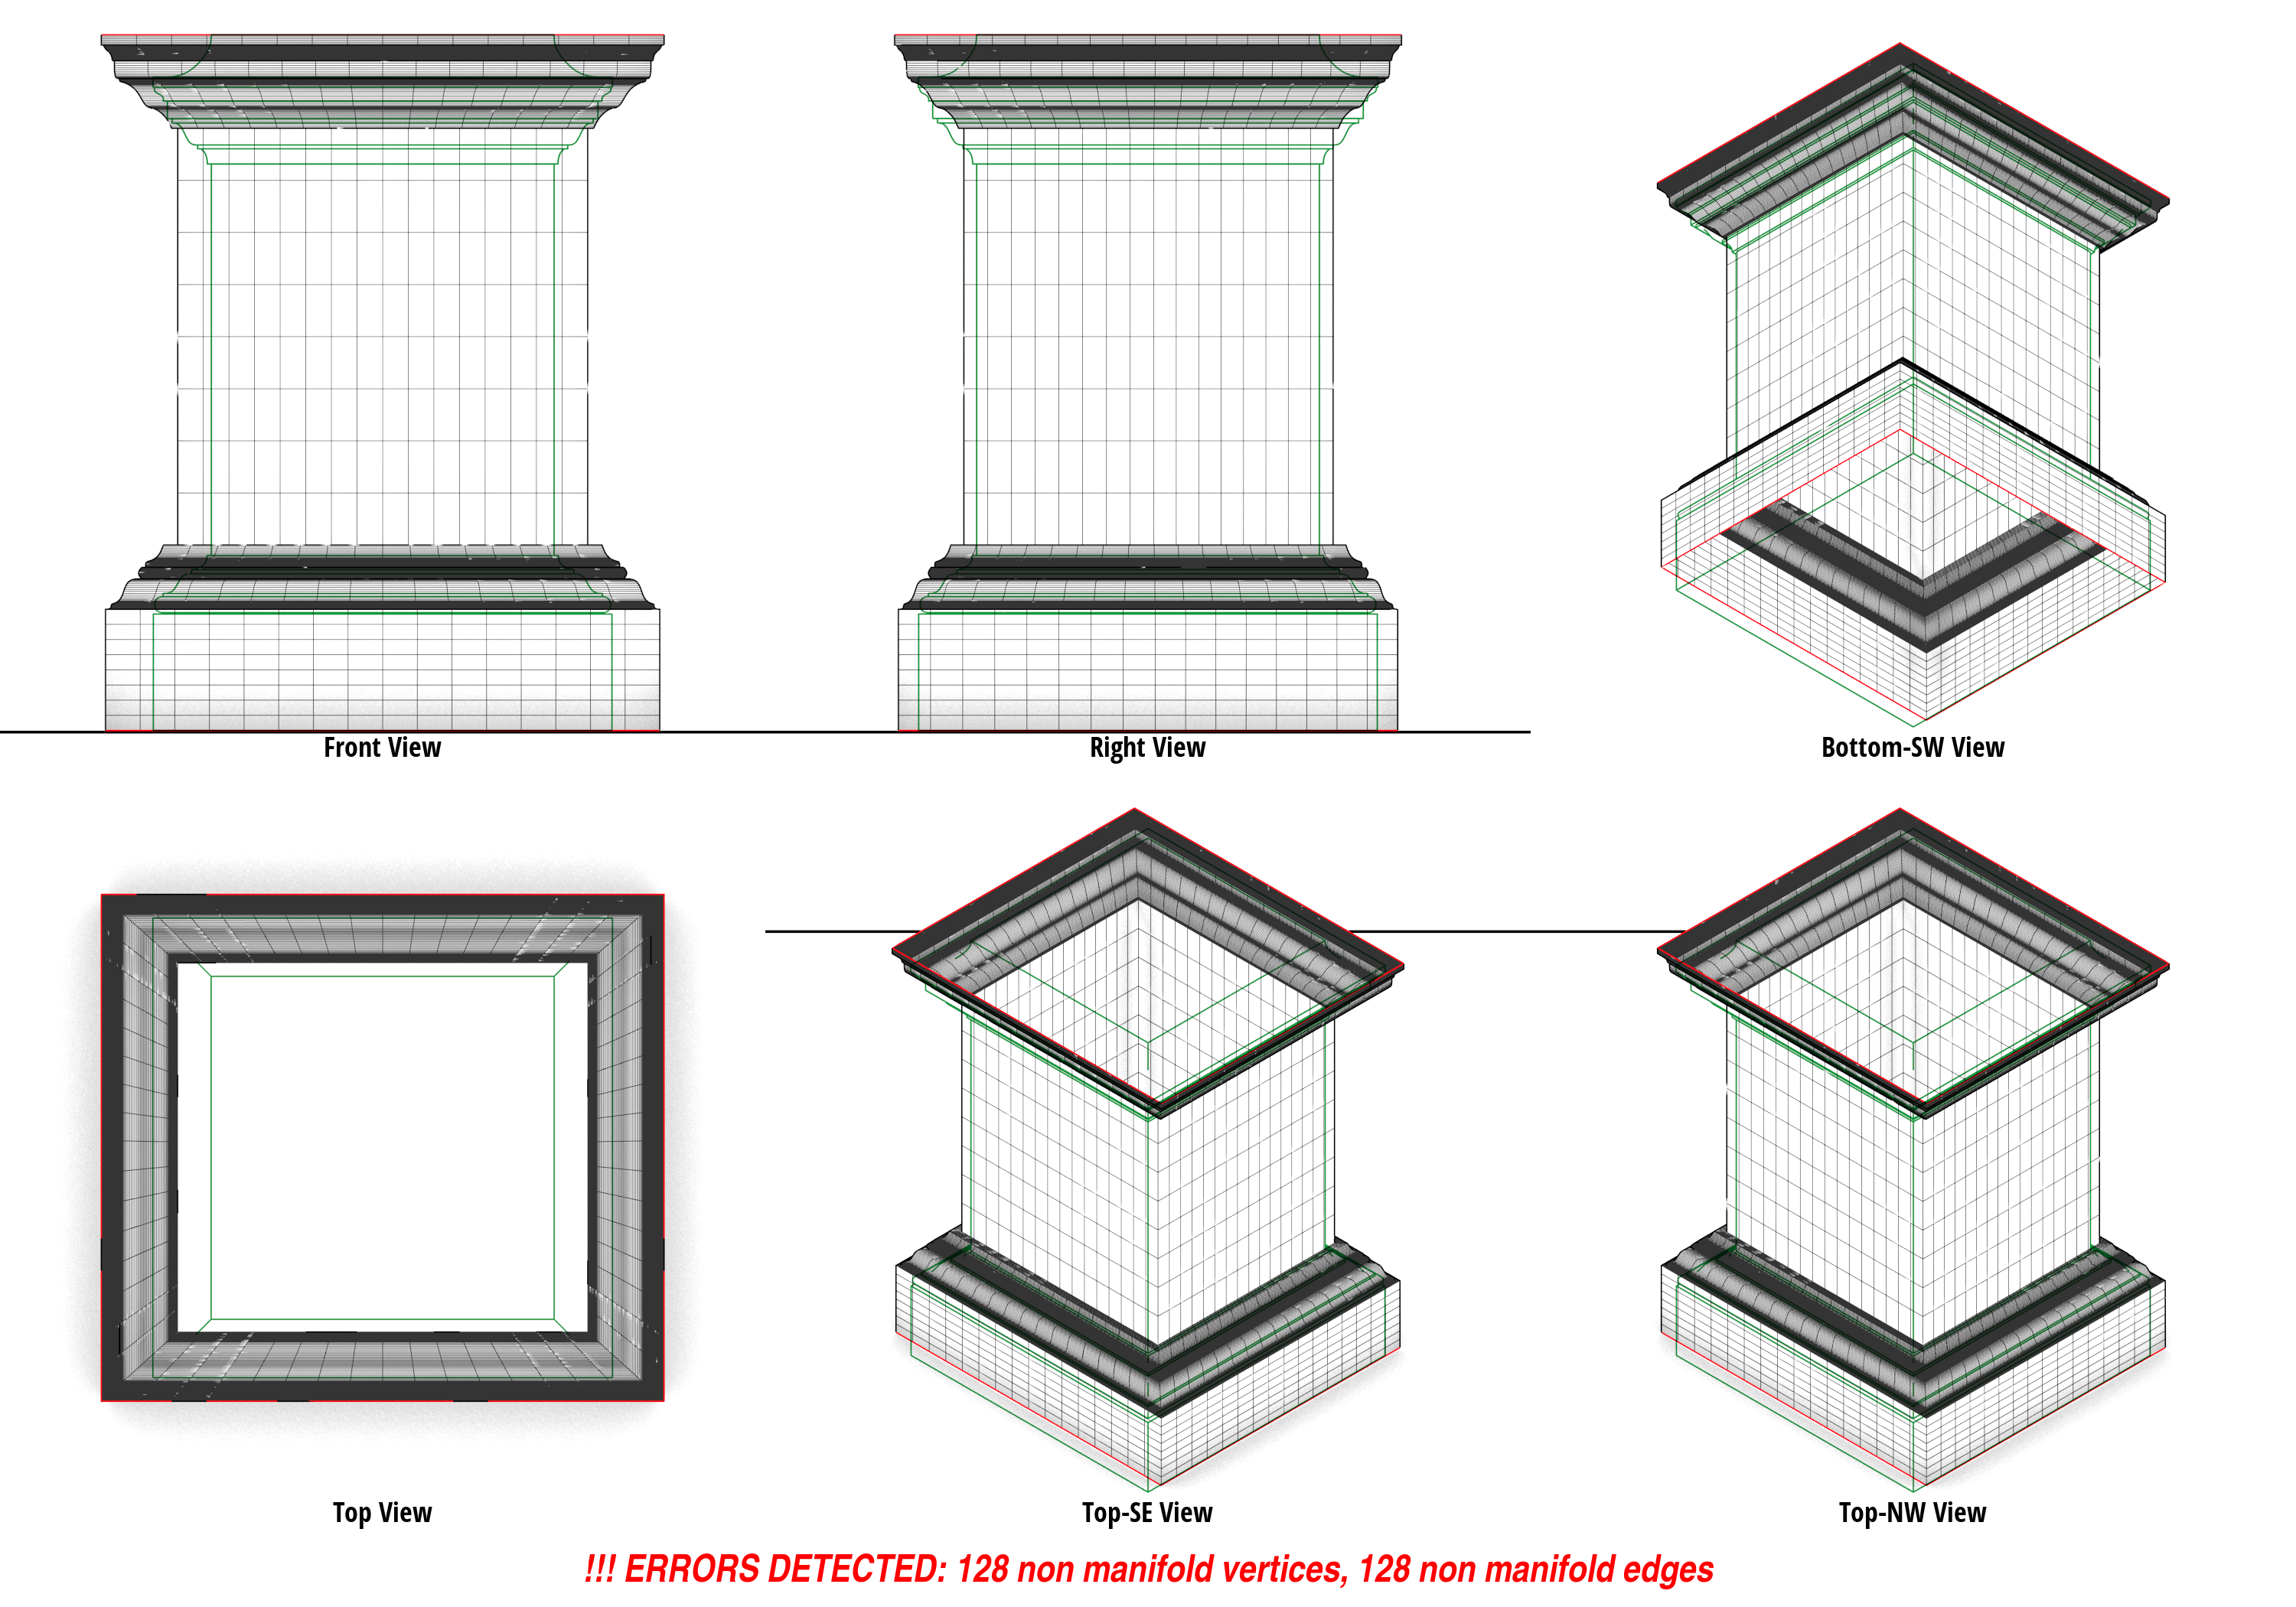 Front View
Right View
Bottom-SW View
Top View
Top-SE View
Top-NW View
!!! ERRORS DETECTED: 128 non manifold vertices, 128 non manifold edges